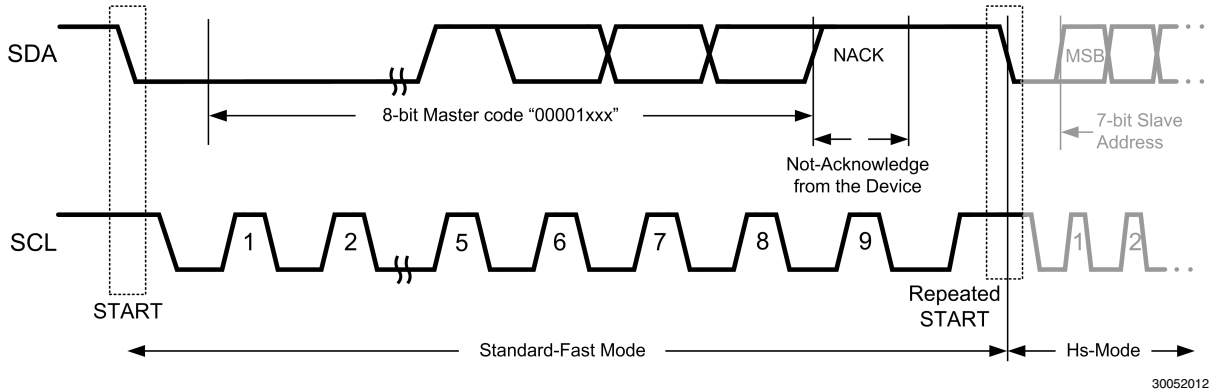 SDA
NACK
MSB
8-bit Master code “00001xxx”
7-bit Slave
Address
Not-Acknowledge
from the Device
SCL
1 2 5 6 7 8 9 1 2
START
Repeated
START
Standard-Fast Mode
Hs-Mode
30052012